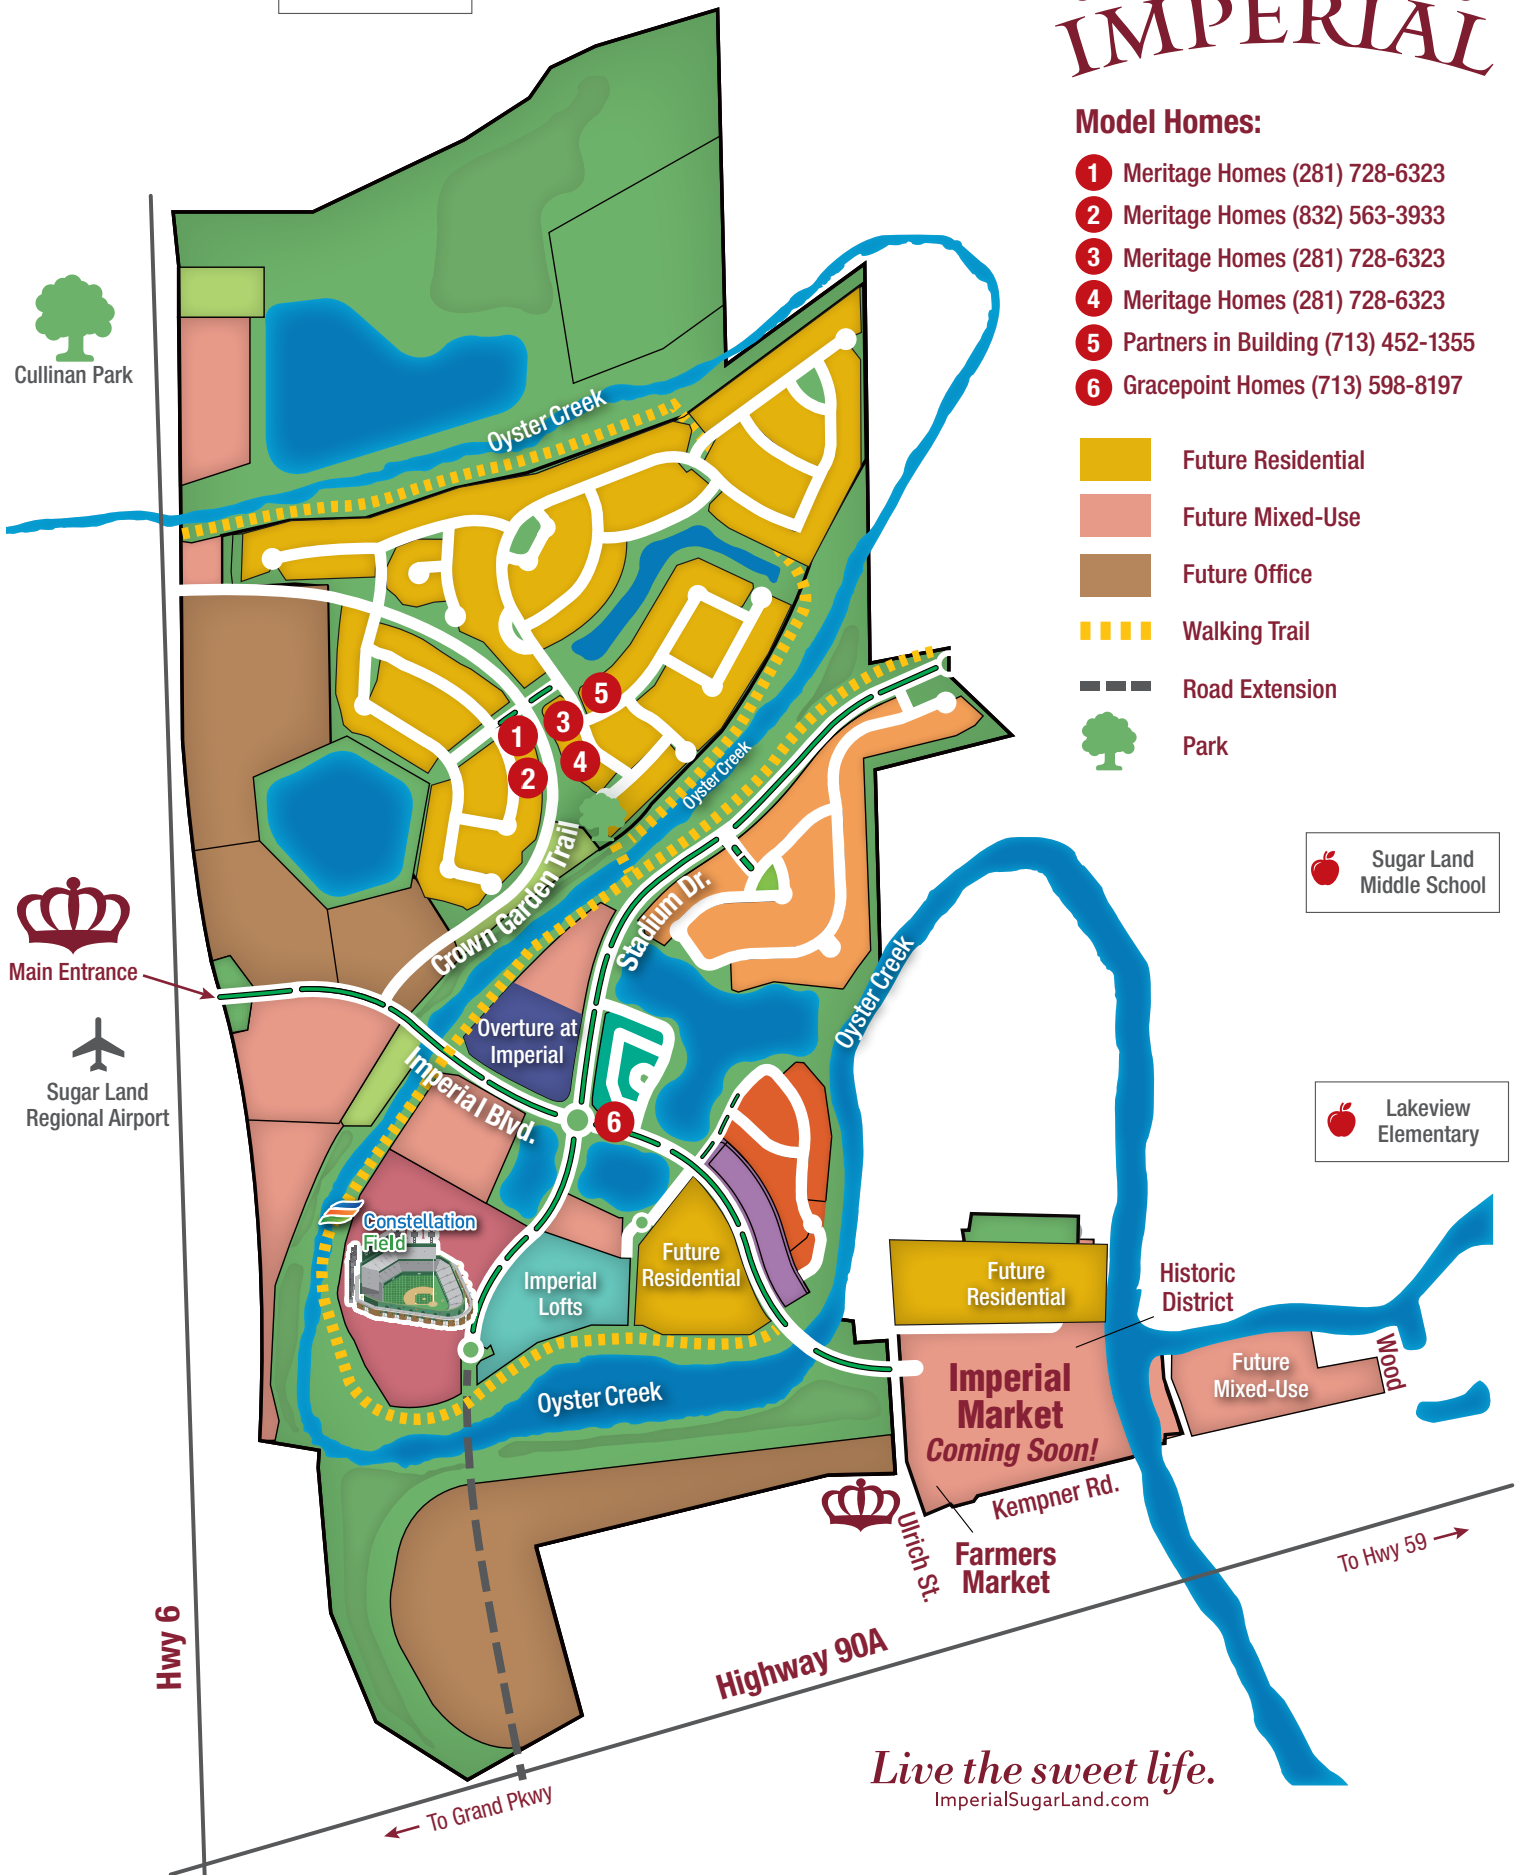 IMPERIAL
Model Homes:
1 Meritage Homes (281) 728-6323
2 Meritage Homes (832) 563-3933
3 Meritage Homes (281) 728-6323
4 Meritage Homes (281) 728-6323
5 Partners in Building (713) 452-1355
6 Gracepoint Homes (713) 598-8197
Future Residential
Future Mixed-Use
Future Office
Walking Trail
Road Extension
Park
Cullinan Park
Oyster Creek
5
3
1
4
2
Oyster Creek
Crown Garden Trail
Stadium Dr.
Sugar Land
Middle School
Main Entrance
Oyster Creek
Overture at
Imperial
Imperial Blvd.
Sugar Land
Regional Airport
6
Lakeview
Elementary
Constellation
Field
Imperial
Lofts
Future
Residential
Future
Residential
Historic
District
Future
Mixed-Use
Wood
Imperial
Market
Coming Soon!
Oyster Creek
Kempner Rd.
Ulrich St.
Farmers
Market
To Hwy 59
Hwy 6
Highway 90A
To Grand Pkwy
Live the sweet life.
ImperialSugarLand.com